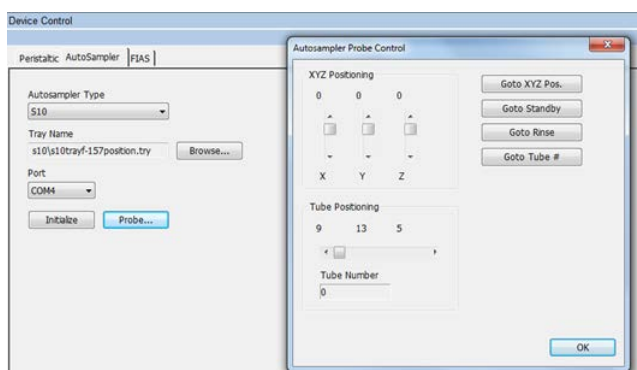 Device Control
Peristaltic AutoSampler FIAS
Autosampler Type
S10
Tray Name
s10\s10trayf-157position.try Browse...
Port
COM4
Initialize Probe...
Autosampler Probe Control
XYZ Positioning
0 0 0
X Y Z
Goto XYZ Pos.
Goto Standby
Goto Rinse
Goto Tube #
Tube Positioning
9 13 5
Tube Number
0
OK